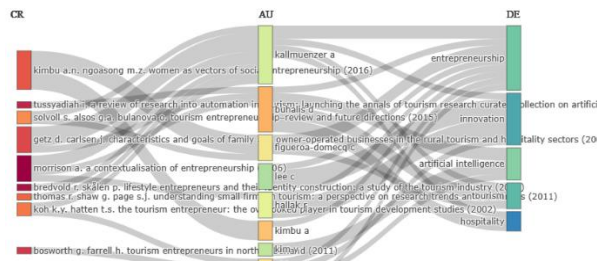 CR AU DE
kallmuenzer a
entrepreneurship
kimbu a.n. ngoasong m.z. women as vectors of social entrepreneurship (2016)
buhalis d
tussyadiah i. a review of research into automation in tourism: launching the annals of tourism research curated collection on artifici
innovation
solvoll s. alsos g.a. bulanova o. tourism entrepreneurship review and future directions (2015)
getz d. carlsen j. characteristics and goals of family owner-operated businesses in the rural tourism and hospitality sectors (20
figueroa-domecq c
artificial intelligence
morrison a. a contextualisation of entrepreneurship
lee c
bredvold r. skålen p. lifestyle entrepreneurs and their identity construction: a study of the tourism industry
thomas r. shaw g. page s.j. understanding small firms in tourism: a perspective on research trends and (2011)
tourism
hallak r
koh k.y. hatten t.s. the tourism entrepreneur: the overlooked player in tourism development studies (2002)
hospitality
kimbu a
bosworth g. farrell h. tourism entrepreneurs in (2011)
kim y